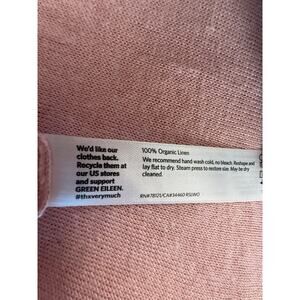 We'd like our
clothes back.
Recycle them at
our US stores
and support
GREEN EILEEN.
#thxverymuch
100% Organic Linen
We recommend hand wash cold, no bleach. Reshape and
lay flat to dry. Steam press to restore size. May be dry
cleaned.
RN#78121/CA#34460 RSLWO